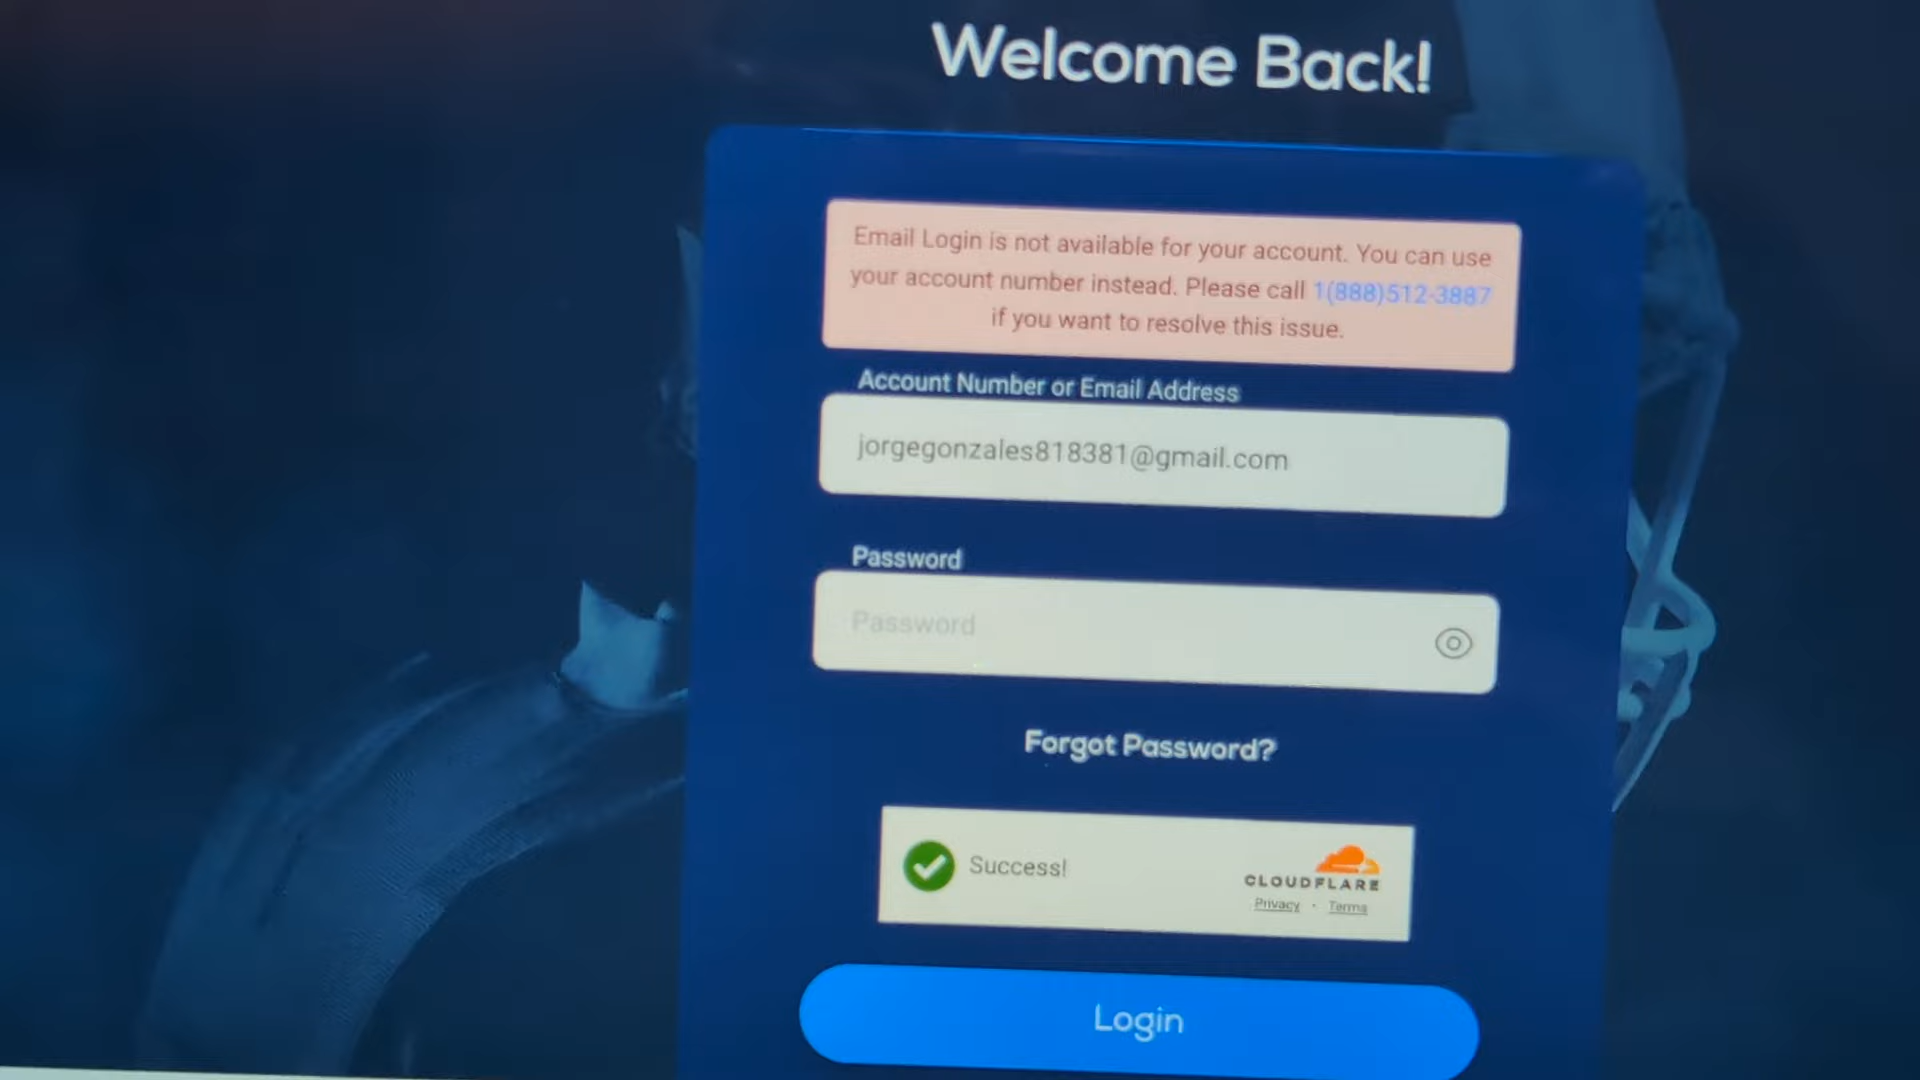 Welcome Back!
Email Login is not available for your account. You can use
your account number instead. Please call 1(888)512-3887
if you want to resolve this issue.
Account Number or Email Address
jorgegonzales818381@gmail.com
Password
Password
Forgot Password?
Success!
CLOUDFLARE
Privacy · Terms
Login